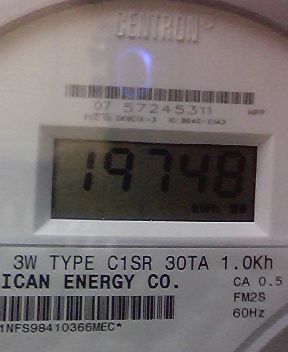 CENTRON®
07 57245311
19748
kWh
3W TYPE C1SR 30TA 1.0Kh
ICAN ENERGY CO. CA 0.5
FM2S
1NFS98410366MEC* 60Hz